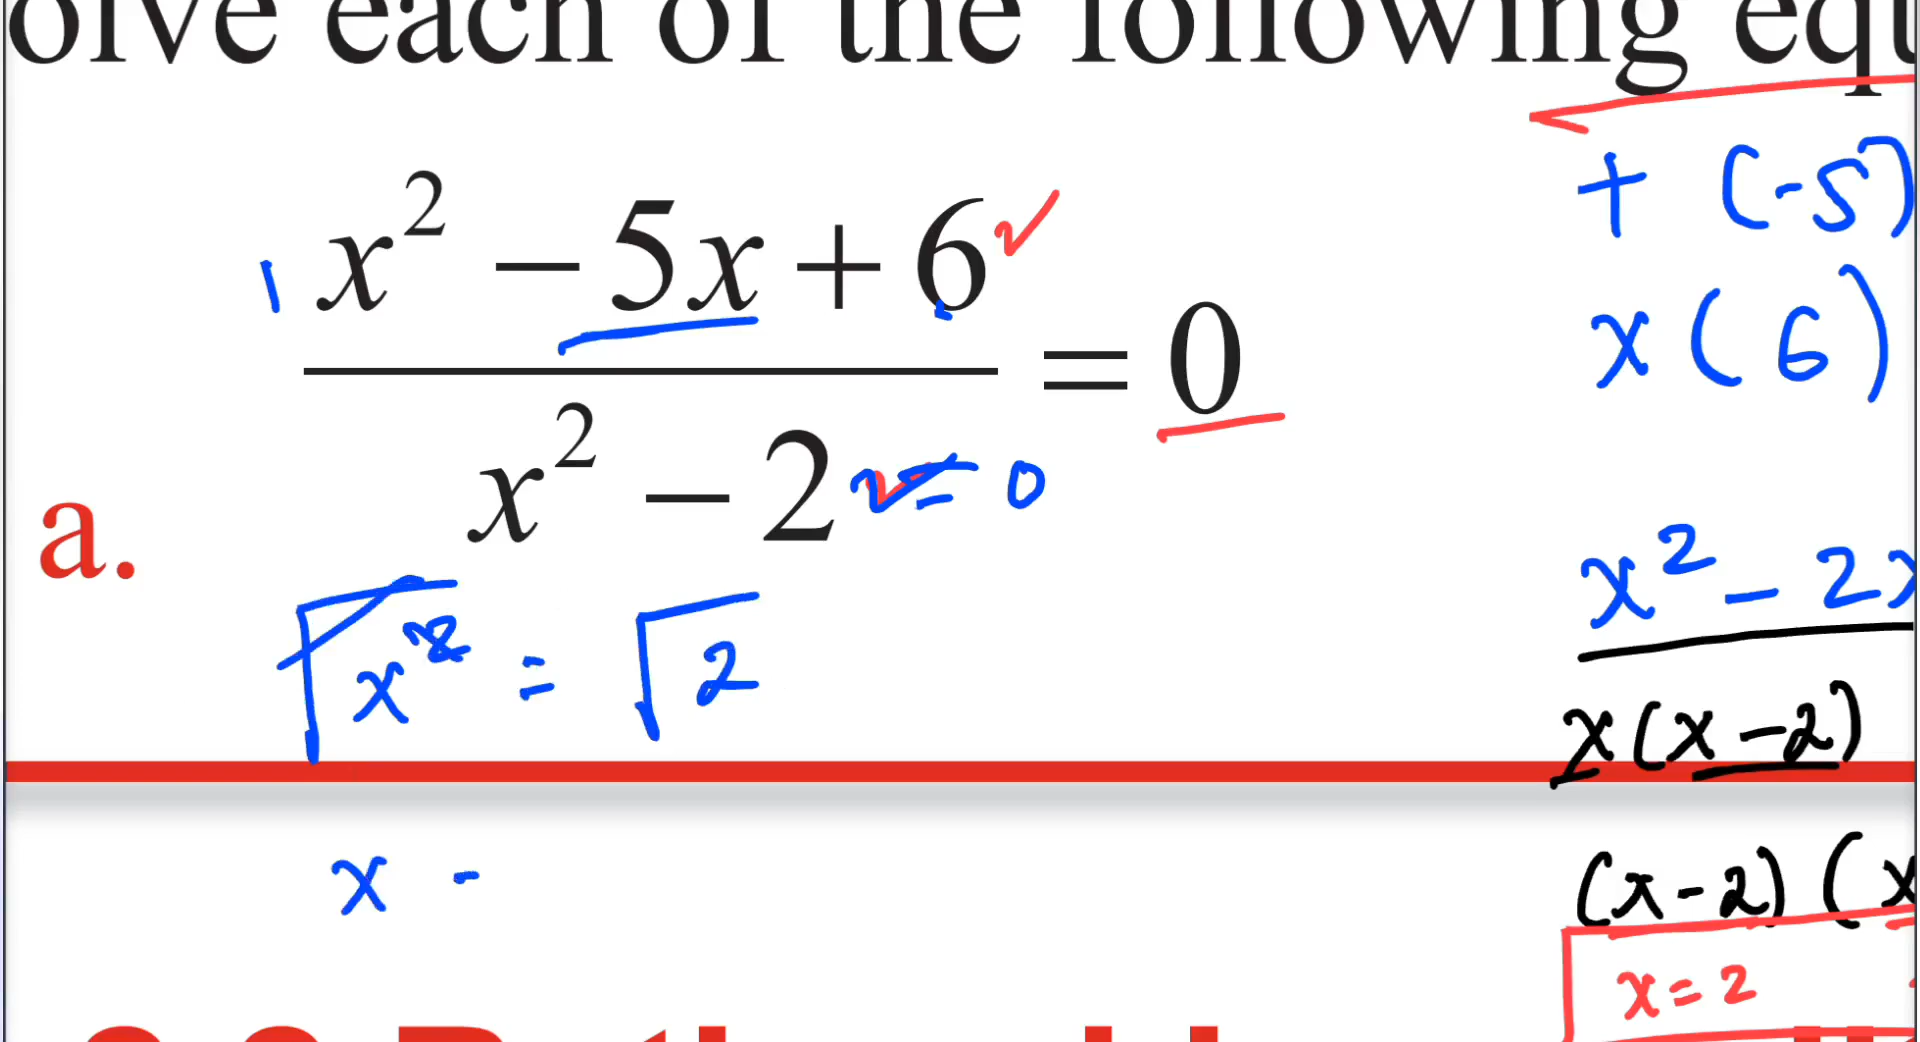 olve each of the following equ
+ (-5)
1 x² − 5x + 6 ✓
x ( 6 )
= 0
x² − 2 = 0
a.
x² - 2x
√x² = √2
x(x-2)
x -
(x-2) (x
x = 2